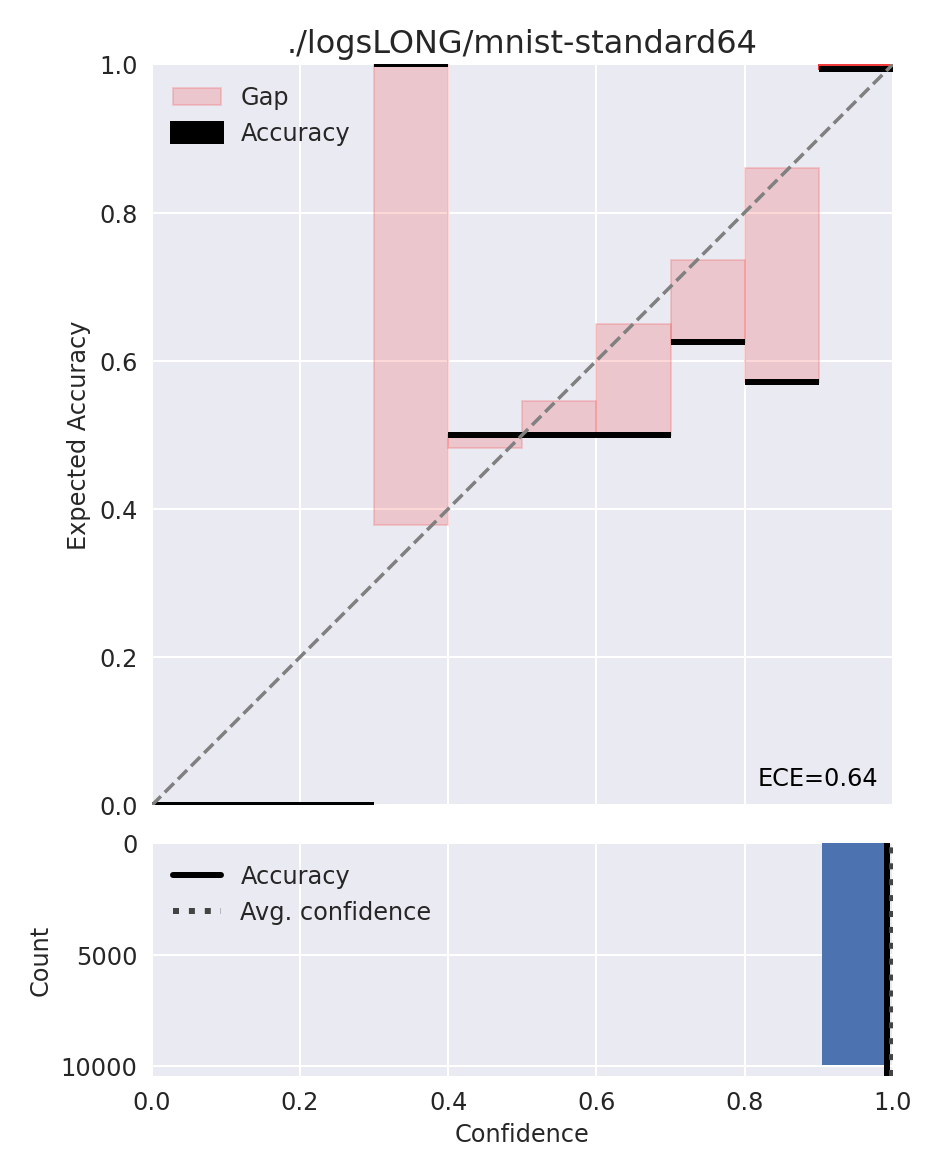 ./logsLONG/mnist-standard64
1.0
Gap
Accuracy
0.8
0.6
Expected Accuracy
0.4
0.2
ECE=0.64
0.0
0
Accuracy
Avg. confidence
5000
Count
10000
0.0 0.2 0.4 0.6 0.8 1.0
Confidence